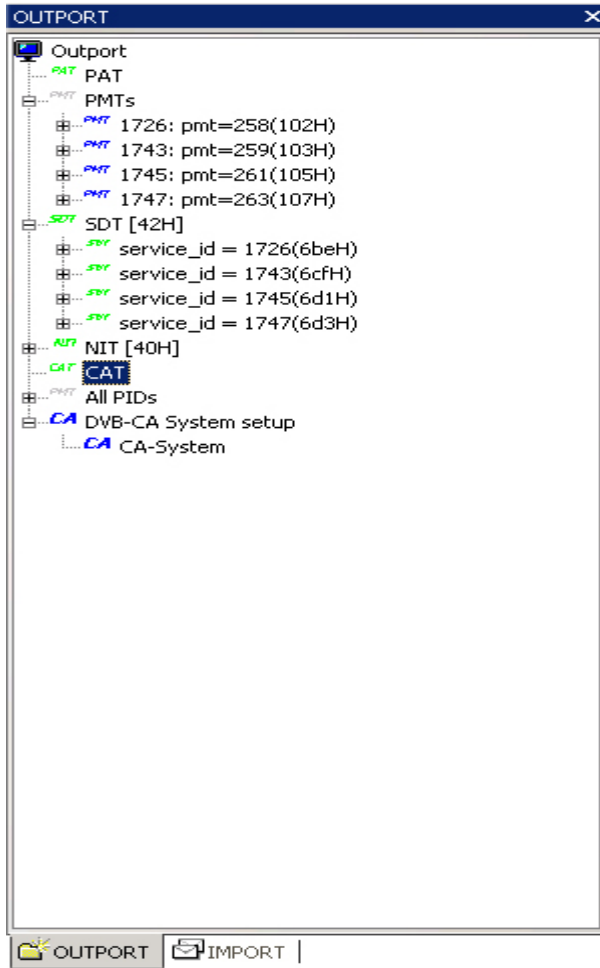 OUTPORT
Outport
PAT PAT
PMT PMTs
PMT 1726: pmt=258(102H)
PMT 1743: pmt=259(103H)
PMT 1745: pmt=261(105H)
PMT 1747: pmt=263(107H)
SDT SDT [42H]
SDT service_id = 1726(6beH)
SDT service_id = 1743(6cfH)
SDT service_id = 1745(6d1H)
SDT service_id = 1747(6d3H)
NIT NIT [40H]
CAT CAT
PMT All PIDs
CA DVB-CA System setup
CA CA-System
OUTPORT IMPORT